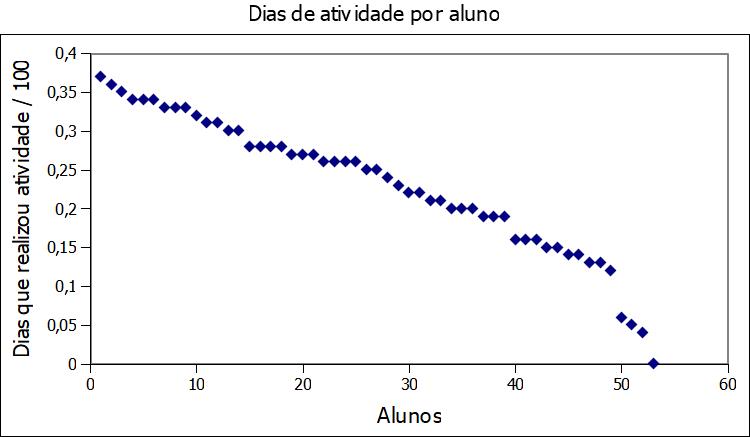 Dias de atividade por aluno
Dias que realizou atividade / 100
0,4
0,35
0,3
0,25
0,2
0,15
0,1
0,05
0
0 10 20 30 40 50 60
Alunos